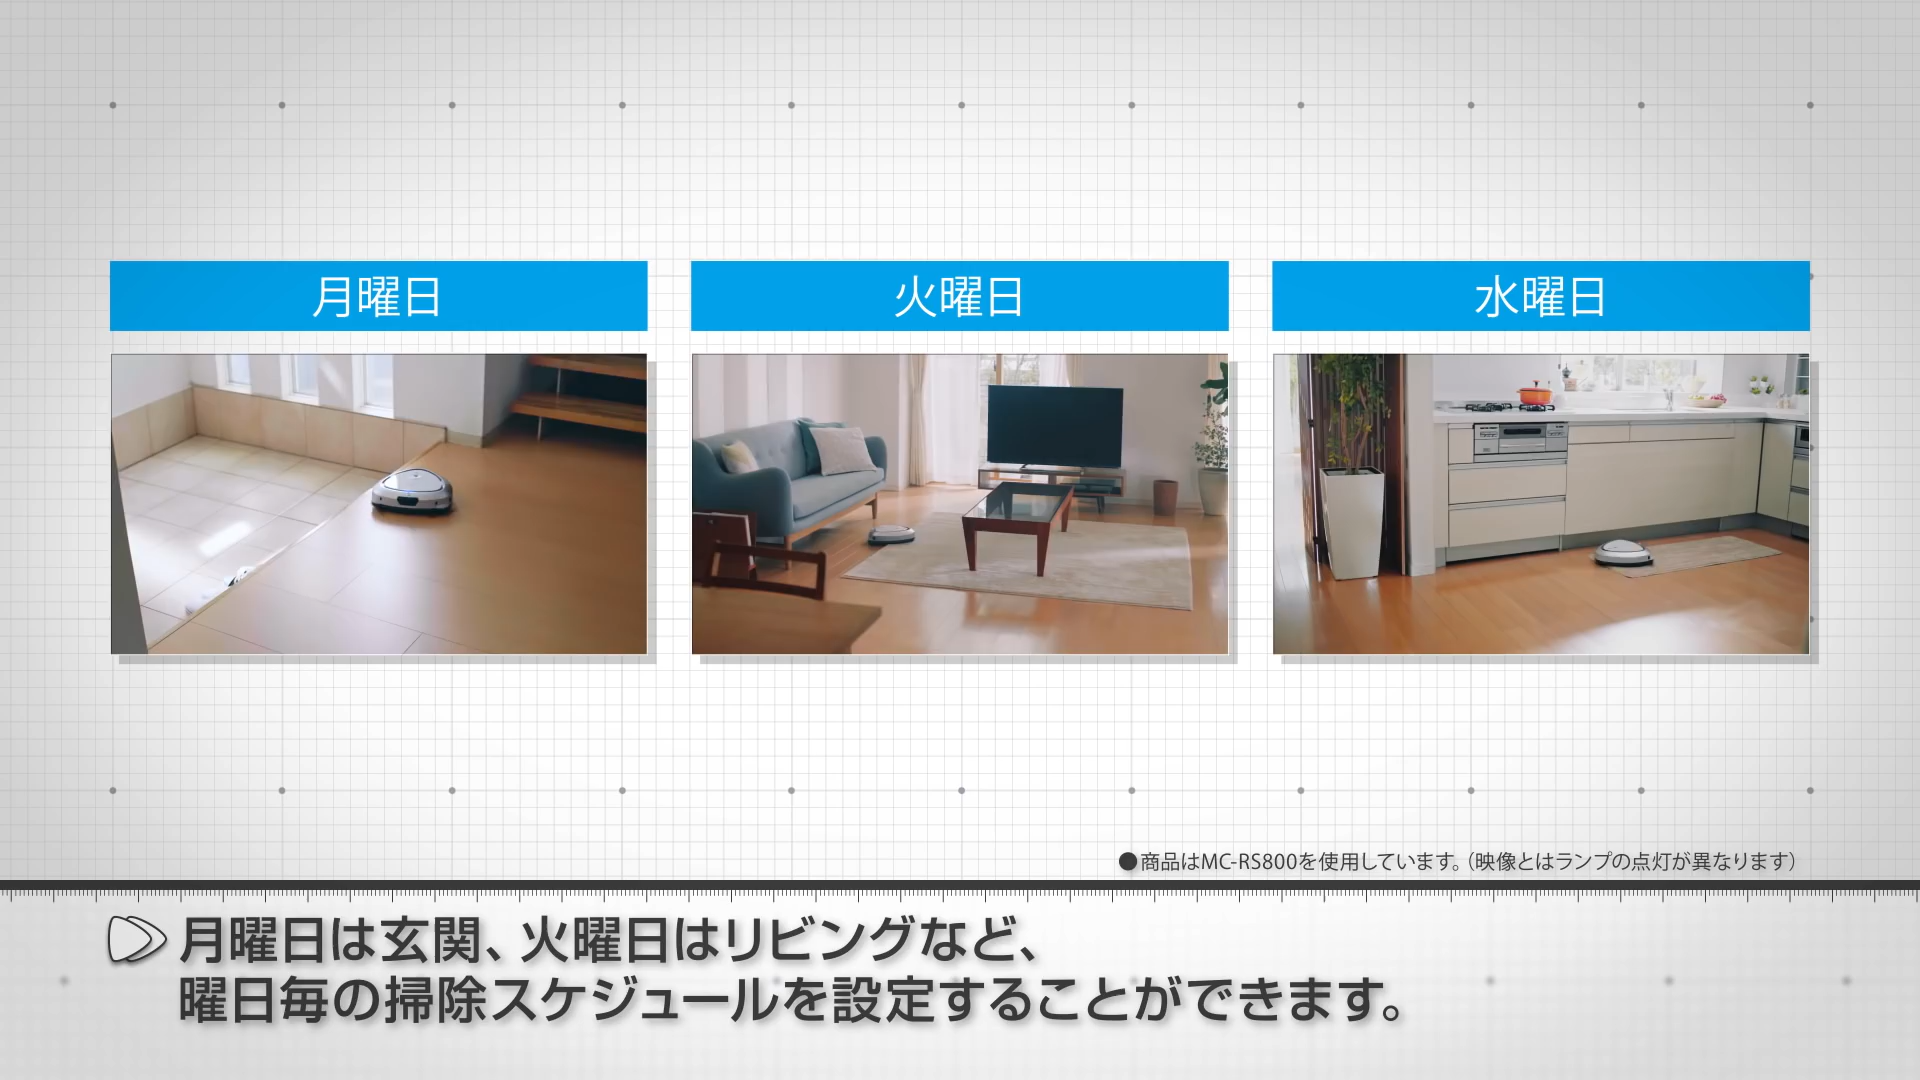 月曜日
火曜日
水曜日
●商品はMC-RS800を使用しています。（映像とはランプの点灯が異なります）
月曜日は玄関、火曜日はリビングなど、
曜日毎の掃除スケジュールを設定することができます。